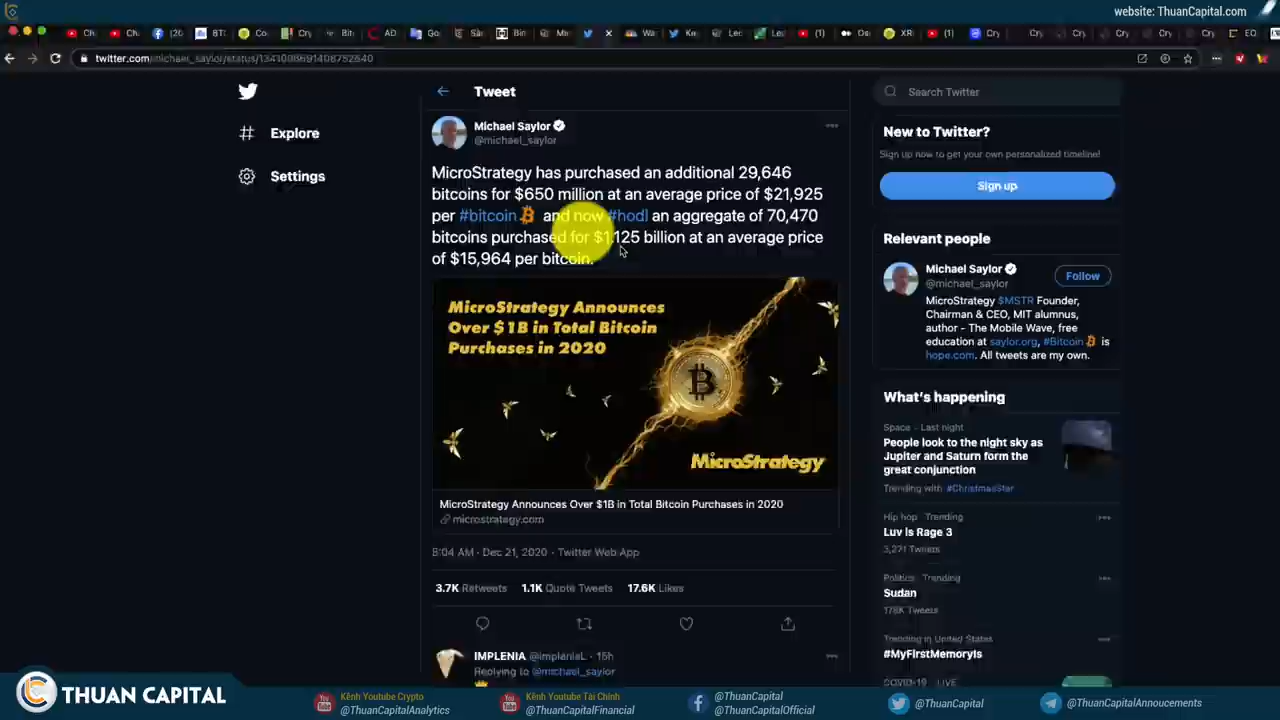 website: ThuanCapital.com
twitter.com/michael_saylor/status/1341008691408752640
Tweet
Search Twitter
Explore
Settings
Michael Saylor
@michael_saylor
MicroStrategy has purchased an additional 29,646
bitcoins for $650 million at an average price of $21,925
per #bitcoin and now #hodl an aggregate of 70,470
bitcoins purchased for $1.125 billion at an average price
of $15,964 per bitcoin.
MicroStrategy Announces
Over $1B in Total Bitcoin
Purchases in 2020
MicroStrategy
MicroStrategy Announces Over $1B in Total Bitcoin Purchases in 2020
microstrategy.com
8:04 AM · Dec 21, 2020 · Twitter Web App
3.7K Retweets 1.1K Quote Tweets 17.6K Likes
IMPLENIA @impleniaL · 15h
Replying to @michael_saylor
New to Twitter?
Sign up now to get your own personalized timeline!
Sign up
Relevant people
Michael Saylor
@michael_saylor
Follow
MicroStrategy $MSTR Founder,
Chairman & CEO, MIT alumnus,
author - The Mobile Wave, free
education at saylor.org, #Bitcoin is
hope.com. All tweets are my own.
What's happening
Space · Last night
People look to the night sky as
Jupiter and Saturn form the
great conjunction
Trending with #ChristmasStar
Hip hop · Trending
Luv Is Rage 3
3,271 Tweets
Politics · Trending
Sudan
178K Tweets
Trending in United States
#MyFirstMemoryIs
COVID-19 · LIVE
THUAN CAPITAL
Kênh Youtube Crypto
@ThuanCapitalAnalytics
Kênh Youtube Tài Chính
@ThuanCapitalFinancial
@ThuanCapital
@ThuanCapitalOfficial
@ThuanCapital
@ThuanCapitalAnnoucements